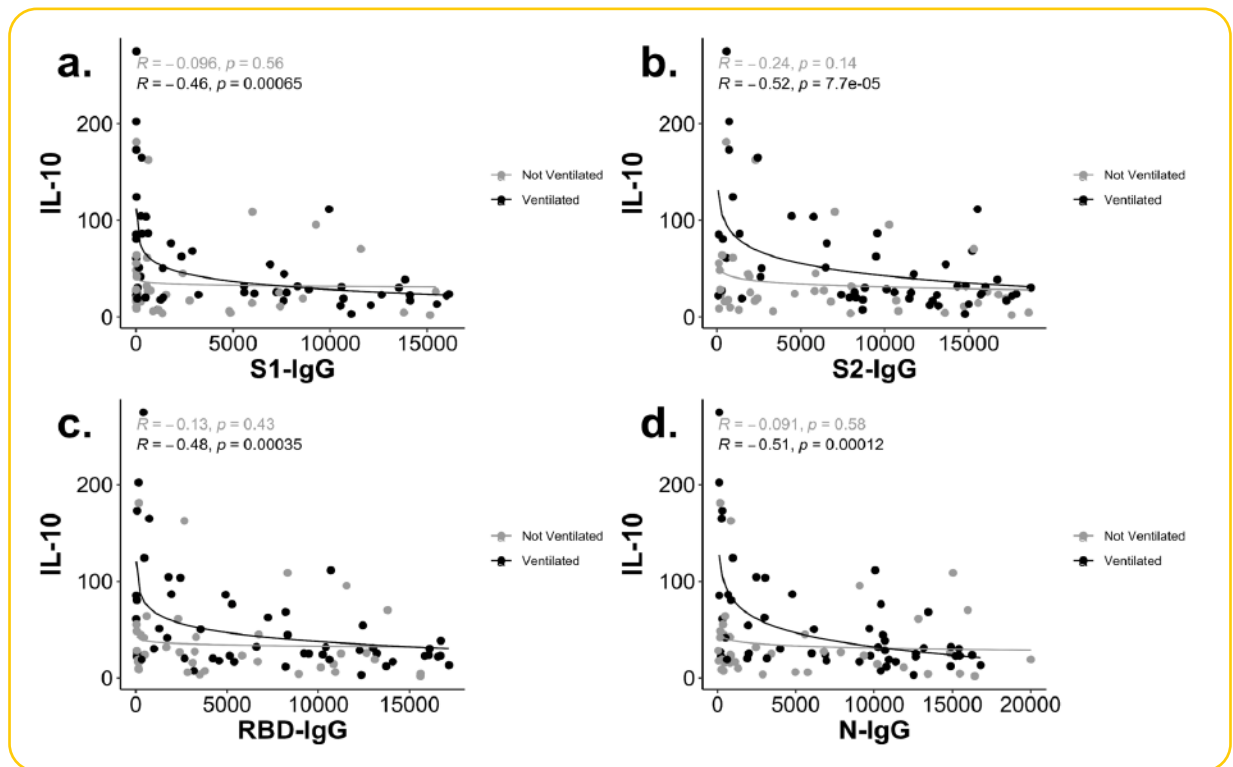 a.
R = −0.096, p = 0.56
R = −0.46, p = 0.00065
IL-10
200
100
0
0 5000 10000 15000
S1-IgG
Not Ventilated
Ventilated
b.
R = −0.24, p = 0.14
R = −0.52, p = 7.7e-05
IL-10
200
100
0
0 5000 10000 15000
S2-IgG
Not Ventilated
Ventilated
c.
R = −0.13, p = 0.43
R = −0.48, p = 0.00035
IL-10
200
100
0
0 5000 10000 15000
RBD-IgG
Not Ventilated
Ventilated
d.
R = −0.091, p = 0.58
R = −0.51, p = 0.00012
IL-10
200
100
0
0 5000 10000 15000 20000
N-IgG
Not Ventilated
Ventilated